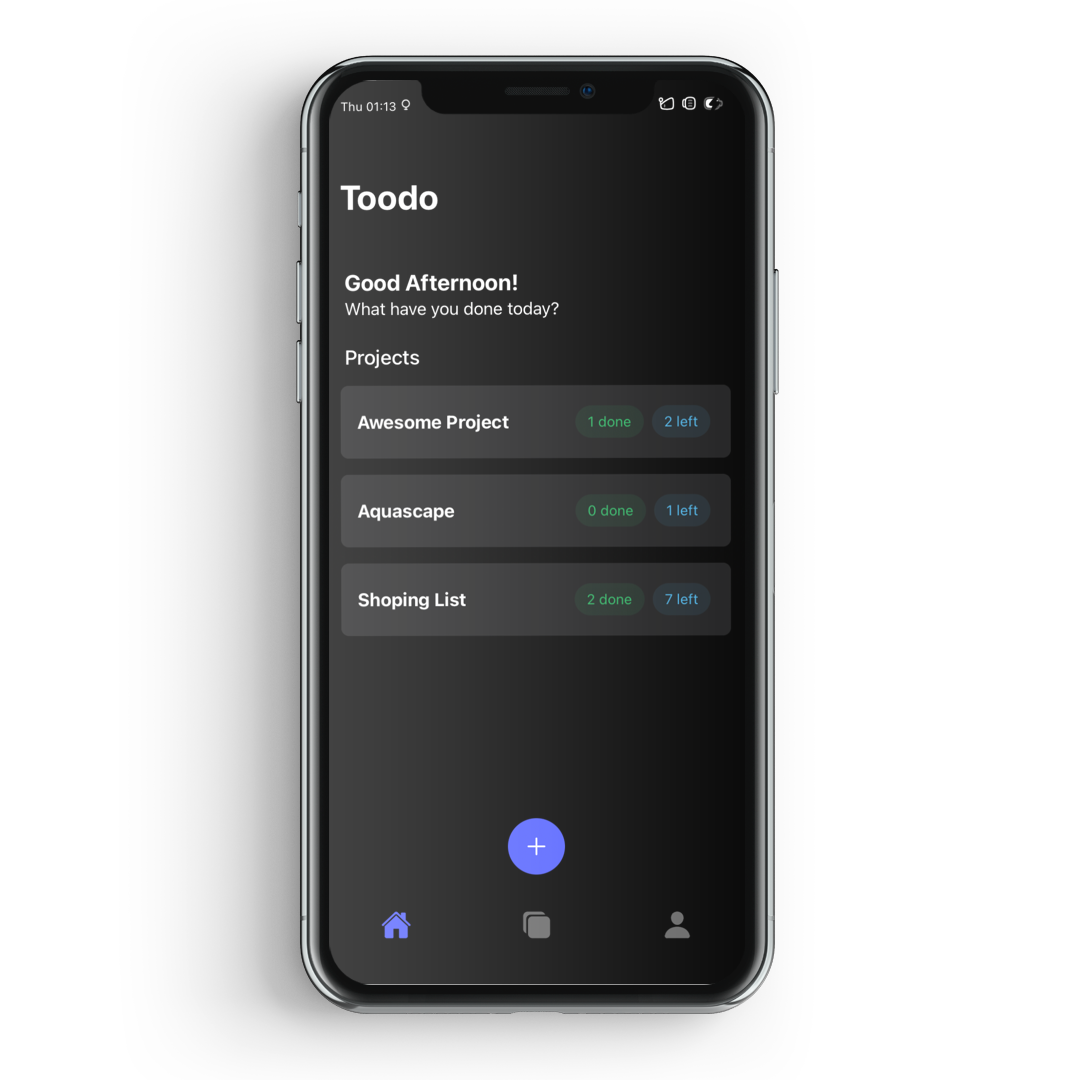 Thu 01:13
Toodo
Good Afternoon!
What have you done today?
Projects
Awesome Project 1 done 2 left
Aquascape 0 done 1 left
Shoping List 2 done 7 left